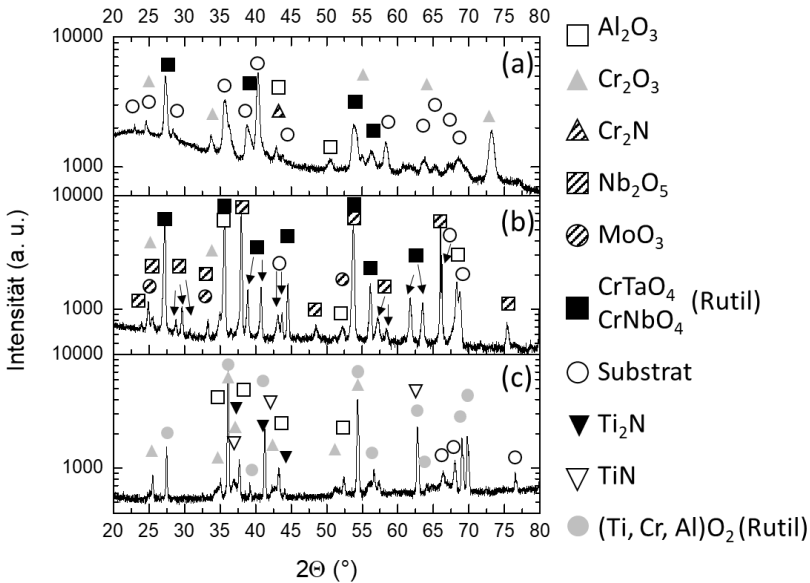 20 25 30 35 40 45 50 55 60 65 70 75 80
10000
(a)
1000
10000
(b)
1000
10000
(c)
1000
20 25 30 35 40 45 50 55 60 65 70 75 80
2Θ (°)
Intensität (a. u.)
Al₂O₃
Cr₂O₃
Cr₂N
Nb₂O₅
MoO₃
CrTaO₄
CrNbO₄ (Rutil)
Substrat
Ti₂N
TiN
(Ti, Cr, Al)O₂ (Rutil)